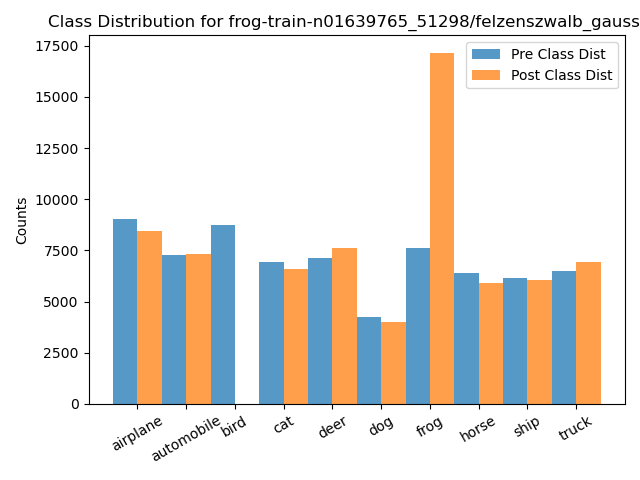 Class Distribution for frog-train-n01639765_51298/felzenszwalb_gauss
Pre Class Dist
Post Class Dist
Counts
17500
15000
12500
10000
7500
5000
2500
0
airplane
automobile
bird
cat
deer
dog
frog
horse
ship
truck